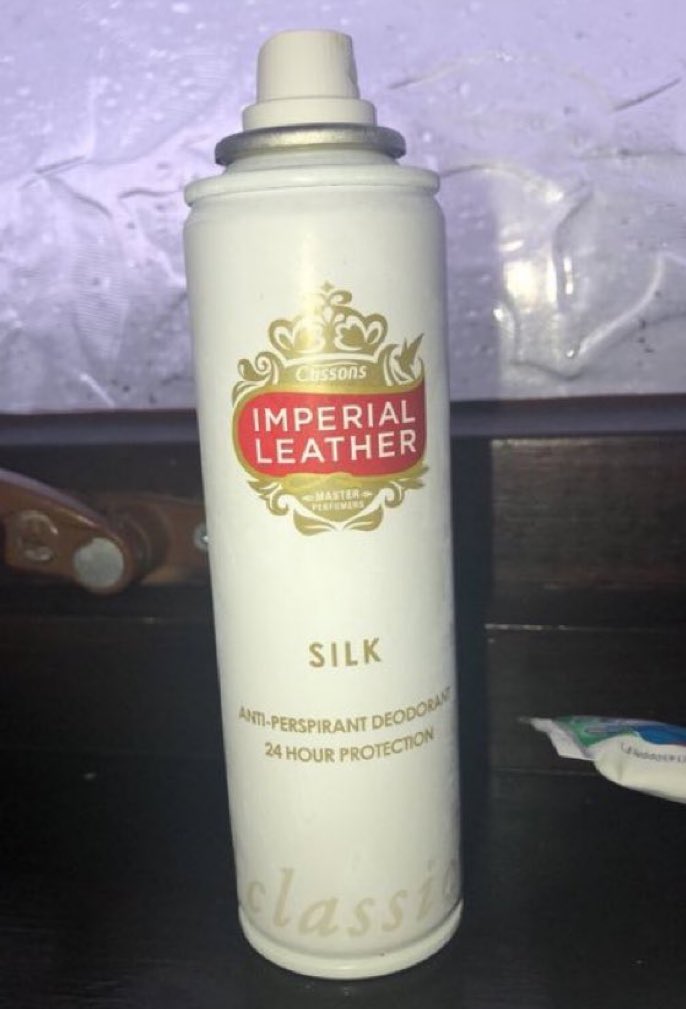 Cussons
IMPERIAL
LEATHER
MASTER
PERFUMERS
SILK
ANTI-PERSPIRANT DEODORANT
24 HOUR PROTECTION
classic